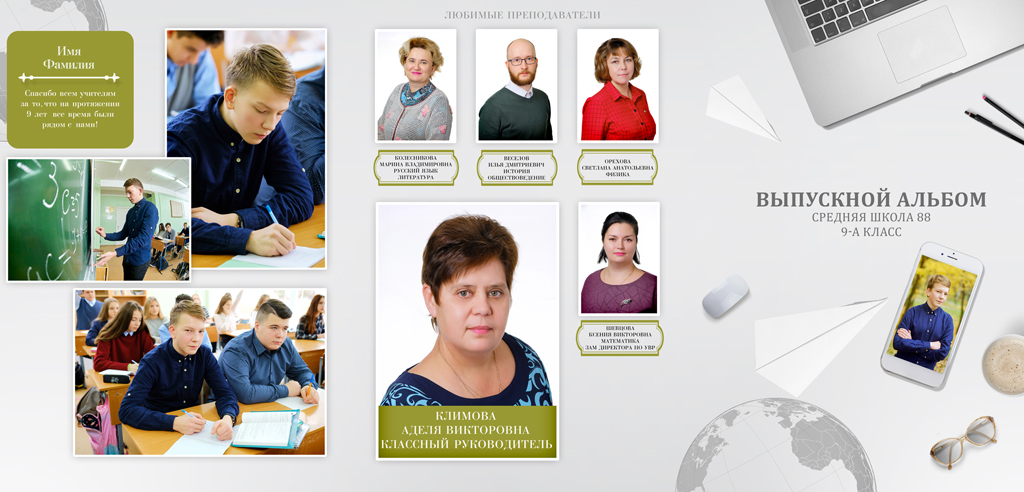 Имя
Фамилия
Спасибо всем учителям
за то, что на протяжении
9 лет все время были
рядом с нами!
ЛЮБИМЫЕ ПРЕПОДАВАТЕЛИ
КОЛЕСНИКОВА
МАРИНА ВЛАДИМИРОВНА
РУССКИЙ ЯЗЫК
ЛИТЕРАТУРА
ВЕСЕЛОВ
ИЛЬЯ ДМИТРИЕВИЧ
ИСТОРИЯ
ОБЩЕСТВОВЕДЕНИЕ
ОРЕХОВА
СВЕТЛАНА АНАТОЛЬЕВНА
ФИЗИКА
КЛИМОВА
АДЕЛЯ ВИКТОРОВНА
КЛАССНЫЙ РУКОВОДИТЕЛЬ
ШЕВЦОВА
КСЕНИЯ ВИКТОРОВНА
МАТЕМАТИКА
ЗАМ ДИРЕКТОРА ПО УВР
ВЫПУСКНОЙ АЛЬБОМ
СРЕДНЯЯ ШКОЛА 88
9-А КЛАСС